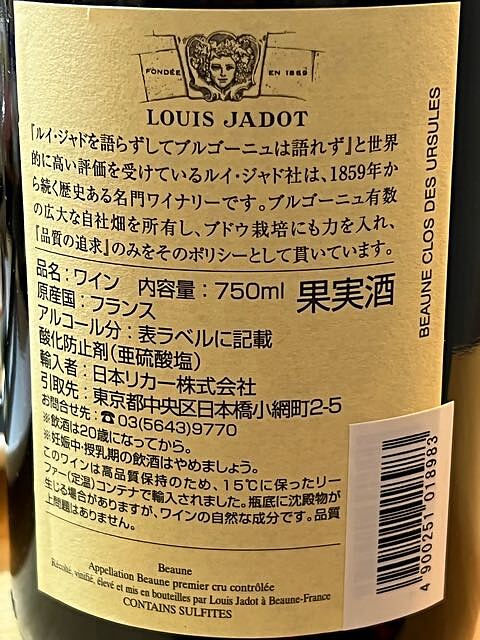 FONDÉE EN 1859
LOUIS JADOT
『ルイ・ジャドを語らずしてブルゴーニュは語れず』と世界
的に高い評価を受けているルイ・ジャド社は、1859年か
ら続く歴史ある名門ワイナリーです。ブルゴーニュ有数
の広大な自社畑を所有し、ブドウ栽培にも力を入れ、
『品質の追求』のみをそのポリシーとして貫いています。
品名：ワイン 内容量：750ml 果実酒
原産国：フランス
アルコール分：表ラベルに記載
酸化防止剤(亜硫酸塩)
輸入者：日本リカー株式会社
引取先：東京都中央区日本橋小網町2-5
お問合せ先：☎03(5643)9770
※飲酒は20歳になってから。
※妊娠中・授乳期の飲酒はやめましょう。
このワインは高品質保持のため、15℃に保ったリー
ファー(定温)コンテナで輸入されました。瓶底に沈殿物が
生じる場合がありますが、ワインの自然な成分です。品質
上問題はありません。
Beaune
Appellation Beaune premier cru contrôlée
Récolté, vinifié, élevé et mis en bouteilles par Louis Jadot à Beaune-France
CONTAINS SULFITES
BEAUNE CLOS DES URSULES
4 900251 018983